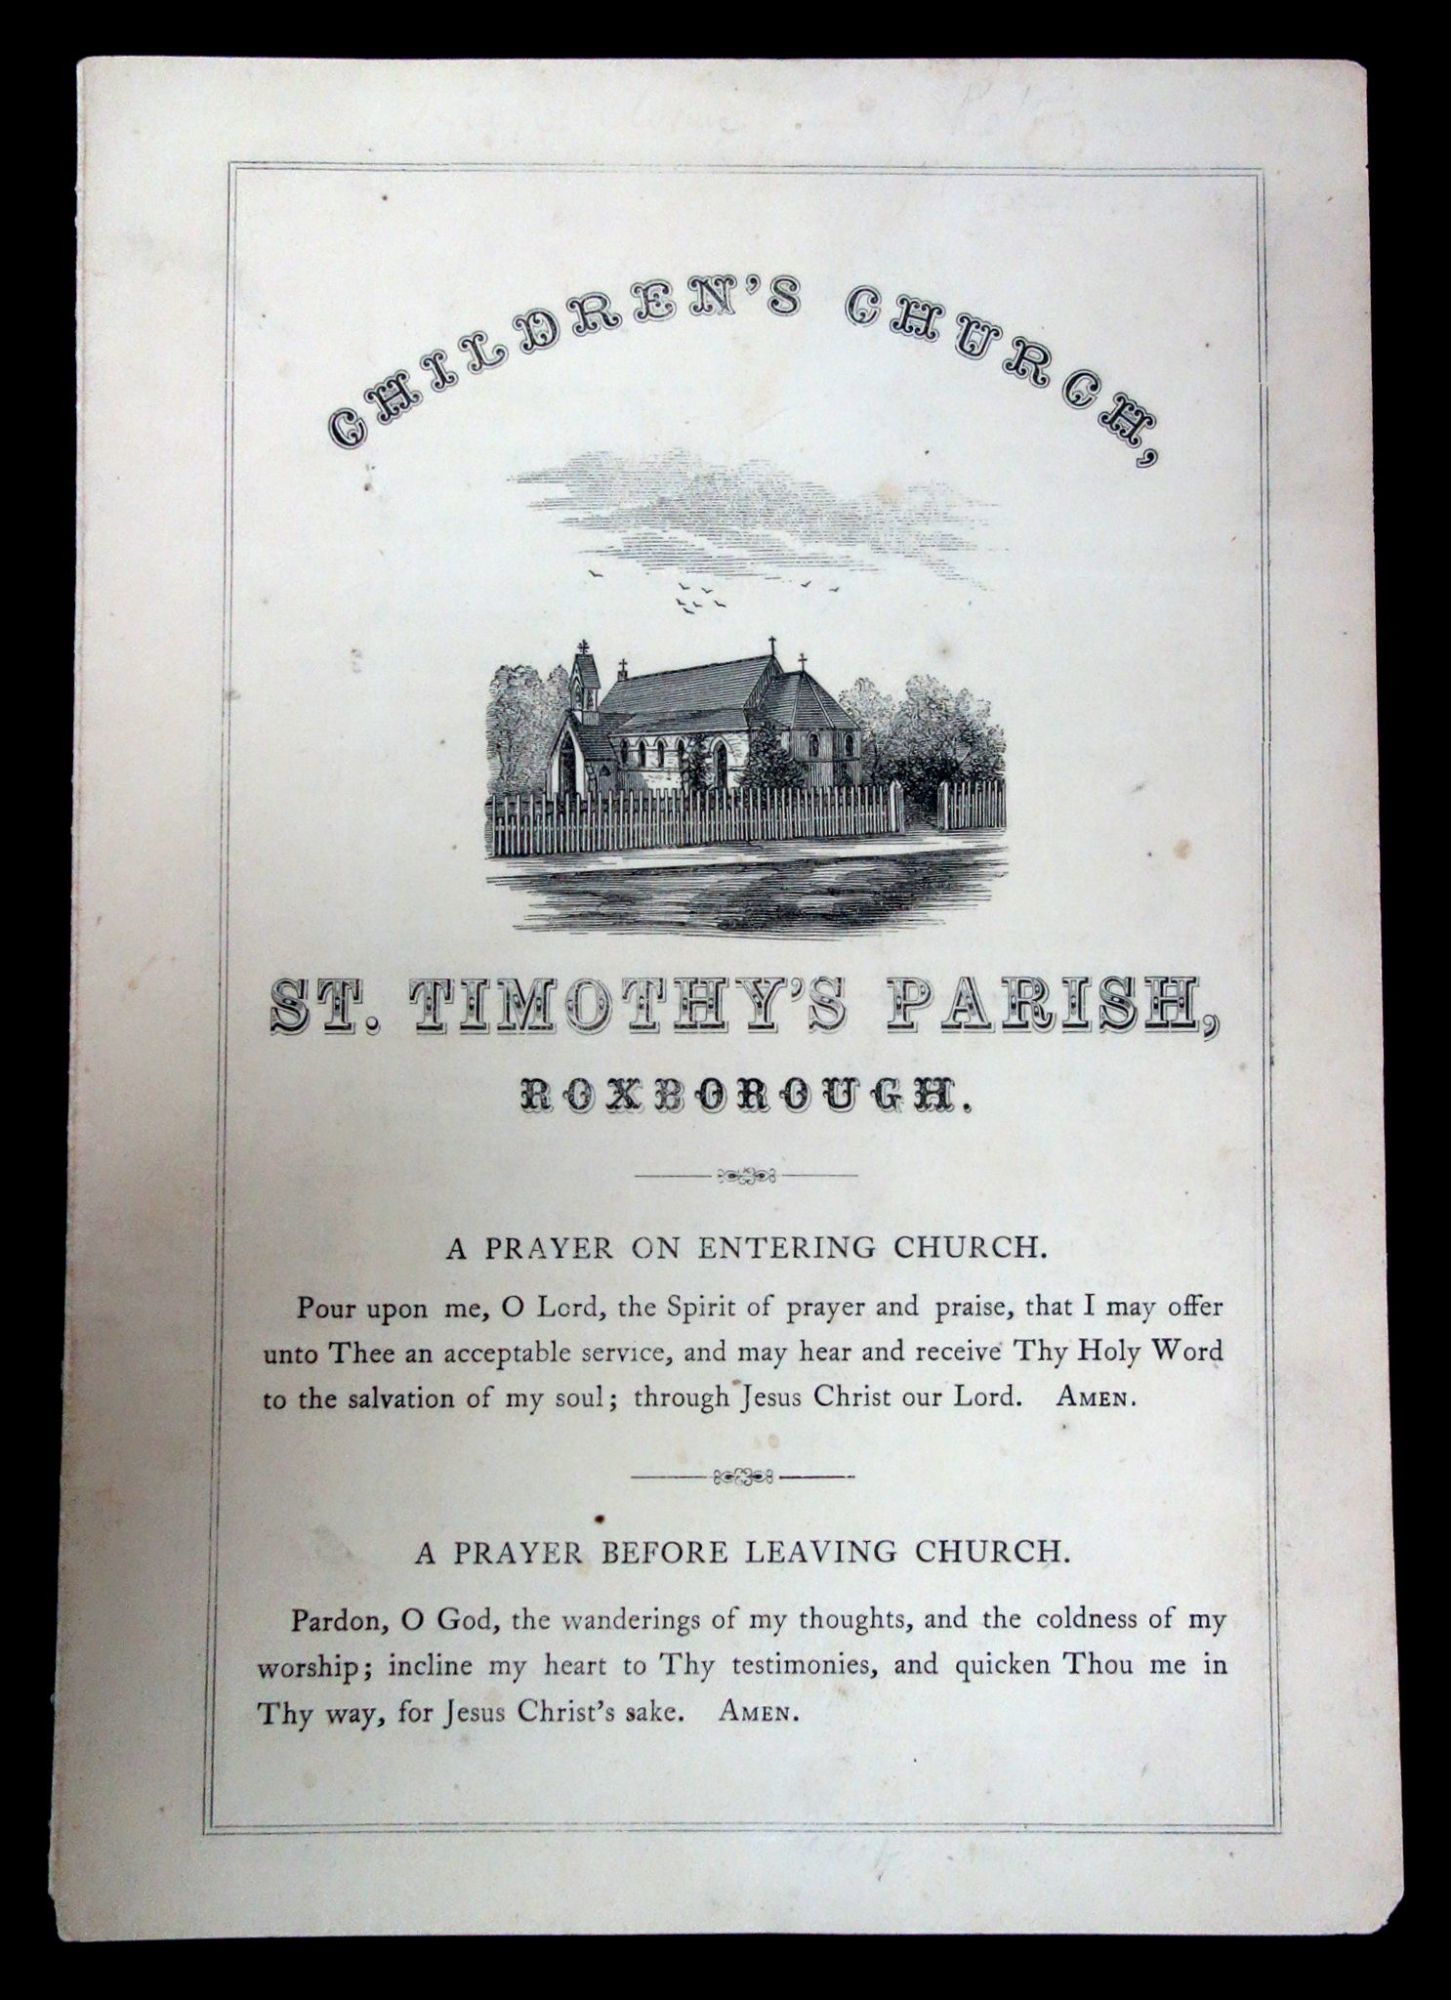 CHILDREN'S CHURCH,
ST. TIMOTHY'S PARISH,
ROXBOROUGH.
A PRAYER ON ENTERING CHURCH.
Pour upon me, O Lord, the Spirit of prayer and praise, that I may offer
unto Thee an acceptable service, and may hear and receive Thy Holy Word
to the salvation of my soul; through Jesus Christ our Lord. AMEN.
A PRAYER BEFORE LEAVING CHURCH.
Pardon, O God, the wanderings of my thoughts, and the coldness of my
worship; incline my heart to Thy testimonies, and quicken Thou me in
Thy way, for Jesus Christ's sake. AMEN.